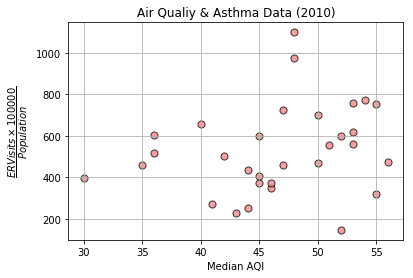 Air Qualiy & Asthma Data (2010)
ERVisits × 100000
Population
1000
800
600
400
200
30 35 40 45 50 55
Median AQI